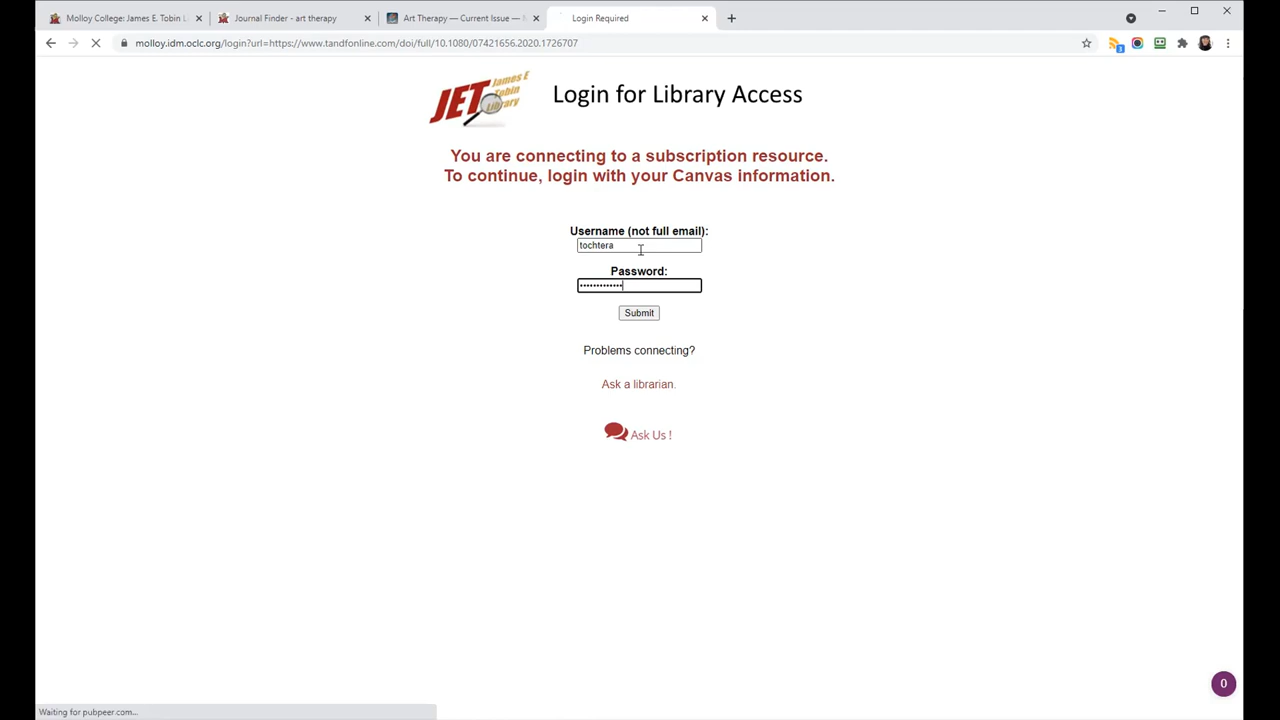 Molloy College: James E. Tobin L
Journal Finder - art therapy
Art Therapy — Current Issue —
Login Required
molloy.idm.oclc.org/login?url=https://www.tandfonline.com/doi/full/10.1080/07421656.2020.1726707
3
JET James E Tobin Library
Login for Library Access
You are connecting to a subscription resource.
To continue, login with your Canvas information.
Username (not full email):
tochtera
Password:
•••••••••••••
Submit
Problems connecting?
Ask a librarian.
Ask Us !
0
Waiting for pubpeer.com...